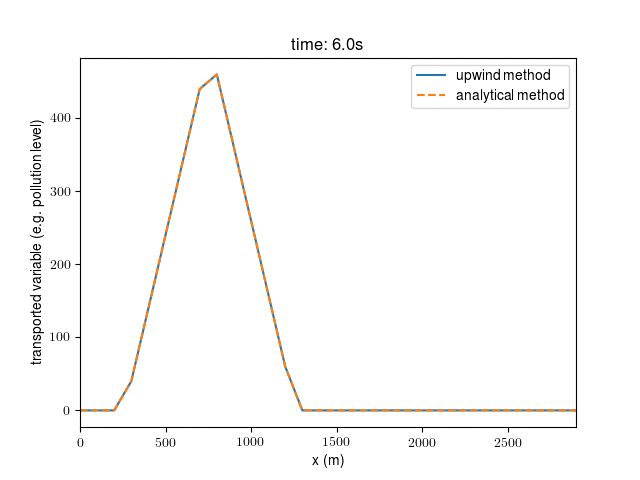 time: 6.0s
upwind method
analytical method
transported variable (e.g. pollution level)
400
300
200
100
0
0 500 1000 1500 2000 2500
x (m)